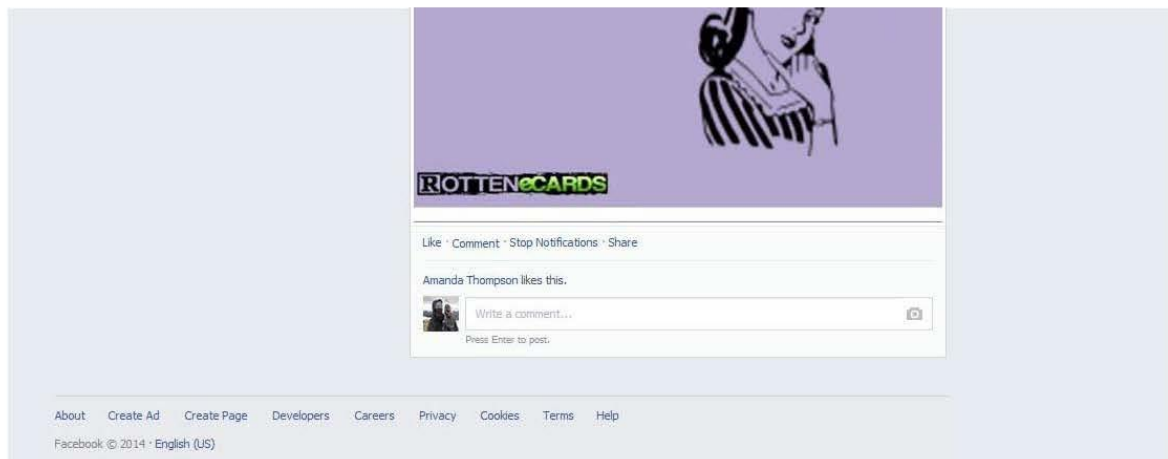 ROTTENeCARDS
Like · Comment · Stop Notifications · Share
Amanda Thompson likes this.
Write a comment...
Press Enter to post.
About Create Ad Create Page Developers Careers Privacy Cookies Terms Help
Facebook © 2014 · English (US)